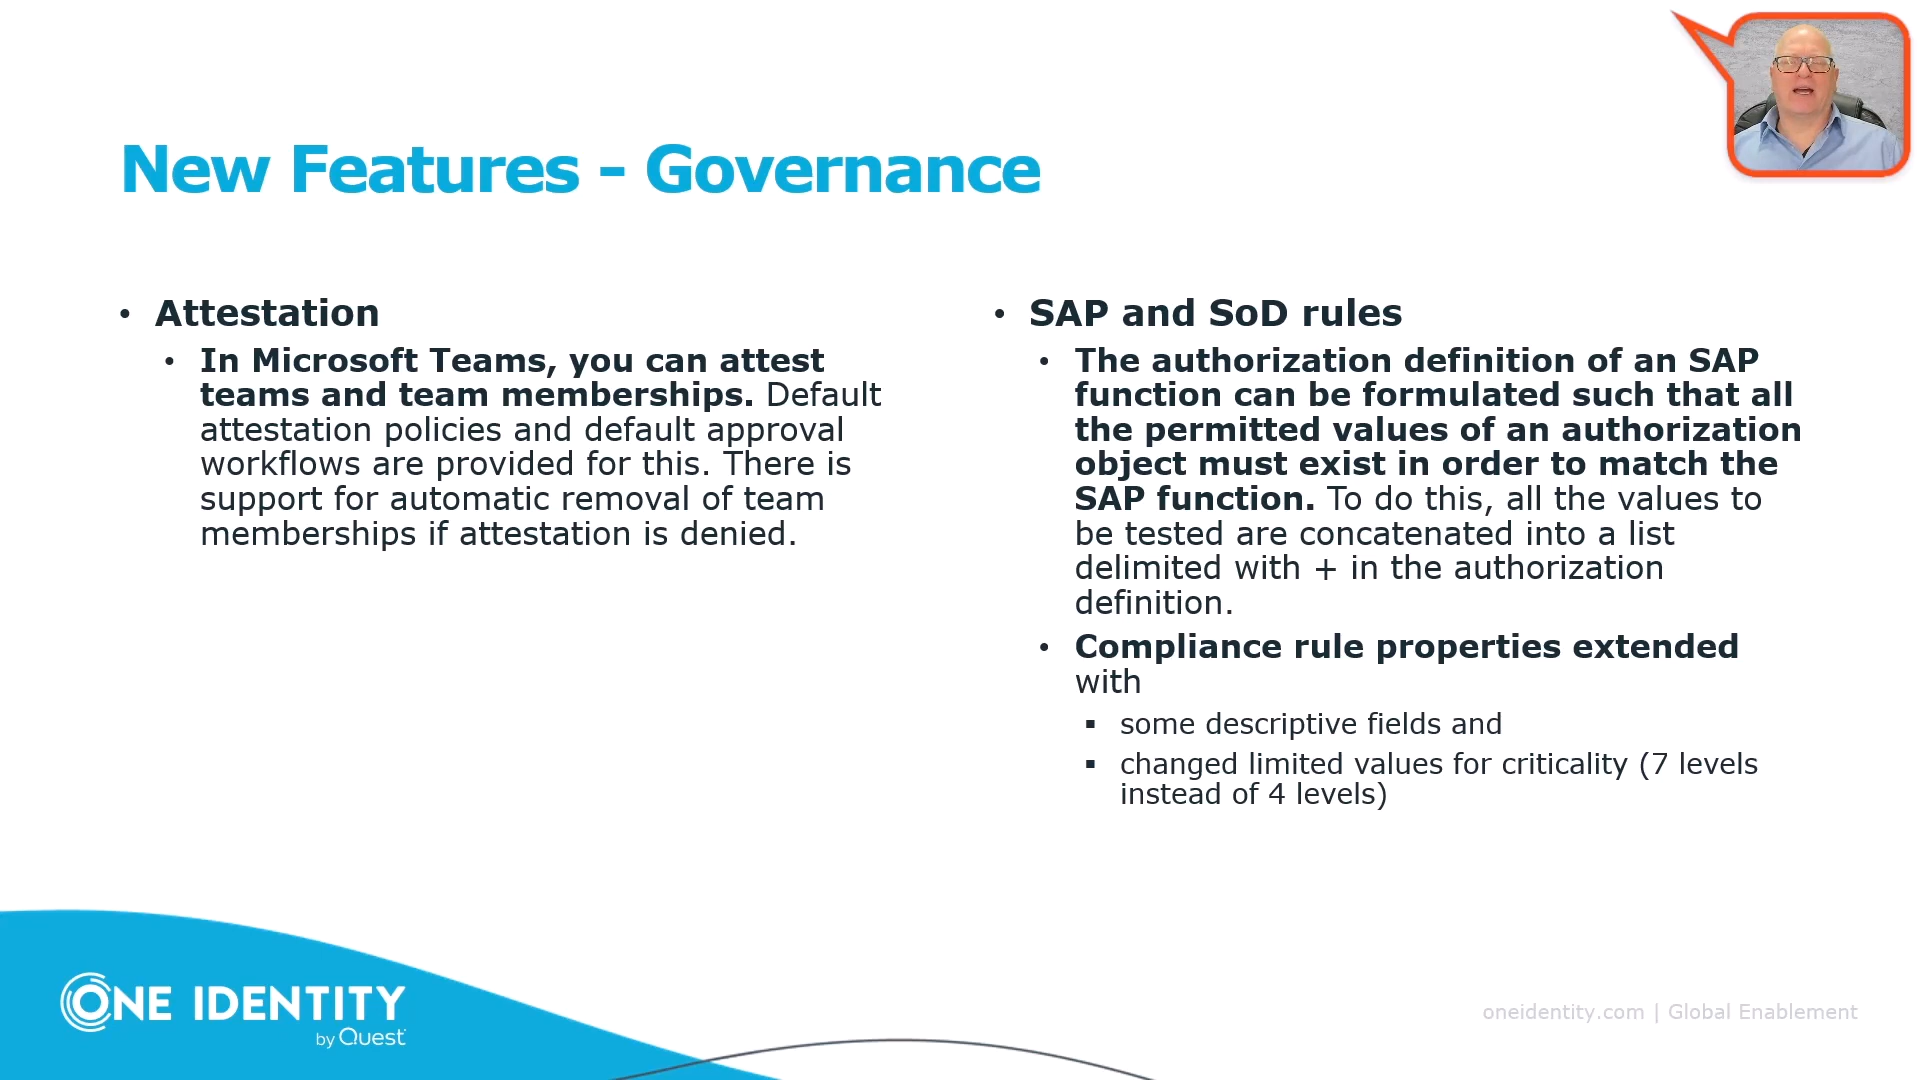 New Features - Governance
• Attestation
• In Microsoft Teams, you can attest
teams and team memberships. Default
attestation policies and default approval
workflows are provided for this. There is
support for automatic removal of team
memberships if attestation is denied.
• SAP and SoD rules
• The authorization definition of an SAP
function can be formulated such that all
the permitted values of an authorization
object must exist in order to match the
SAP function. To do this, all the values to
be tested are concatenated into a list
delimited with + in the authorization
definition.
• Compliance rule properties extended
with
▪ some descriptive fields and
▪ changed limited values for criticality (7 levels
instead of 4 levels)
ONE IDENTITY
by Quest
oneidentity.com | Global Enablement